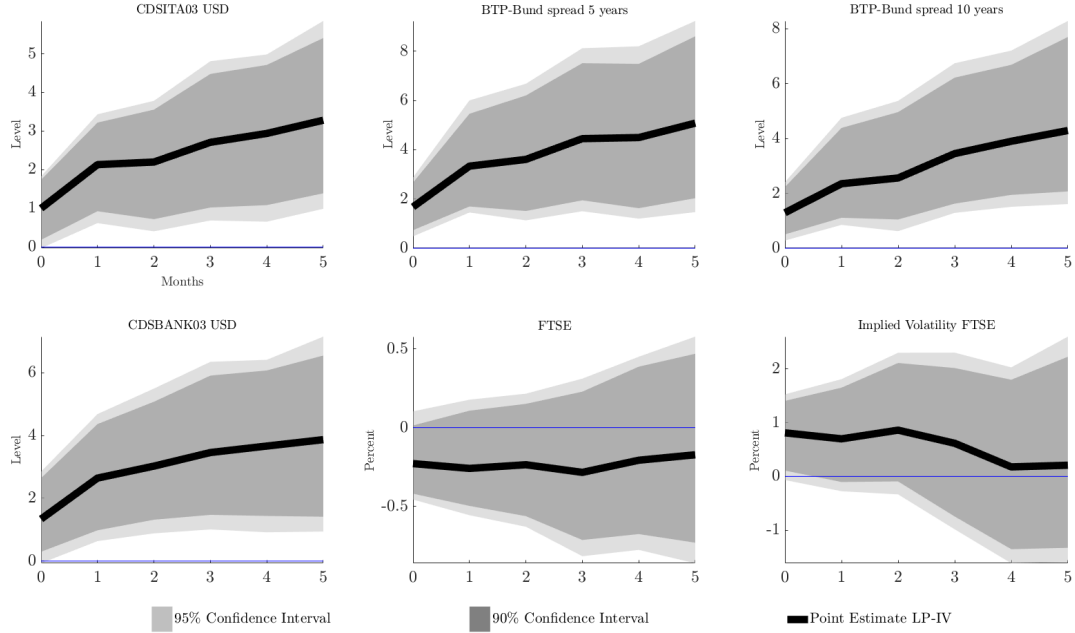 CDSITA03 USD
5
4
3
2
1
0
Level
0 1 2 3 4 5
Months
BTP-Bund spread 5 years
8
6
4
2
0
Level
0 1 2 3 4 5
BTP-Bund spread 10 years
8
6
4
2
0
Level
0 1 2 3 4 5
CDSBANK03 USD
6
4
2
0
Level
0 1 2 3 4 5
FTSE
0.5
0
-0.5
Percent
0 1 2 3 4 5
Implied Volatility FTSE
2
1
0
-1
Percent
0 1 2 3 4 5
95% Confidence Interval
90% Confidence Interval
Point Estimate LP-IV